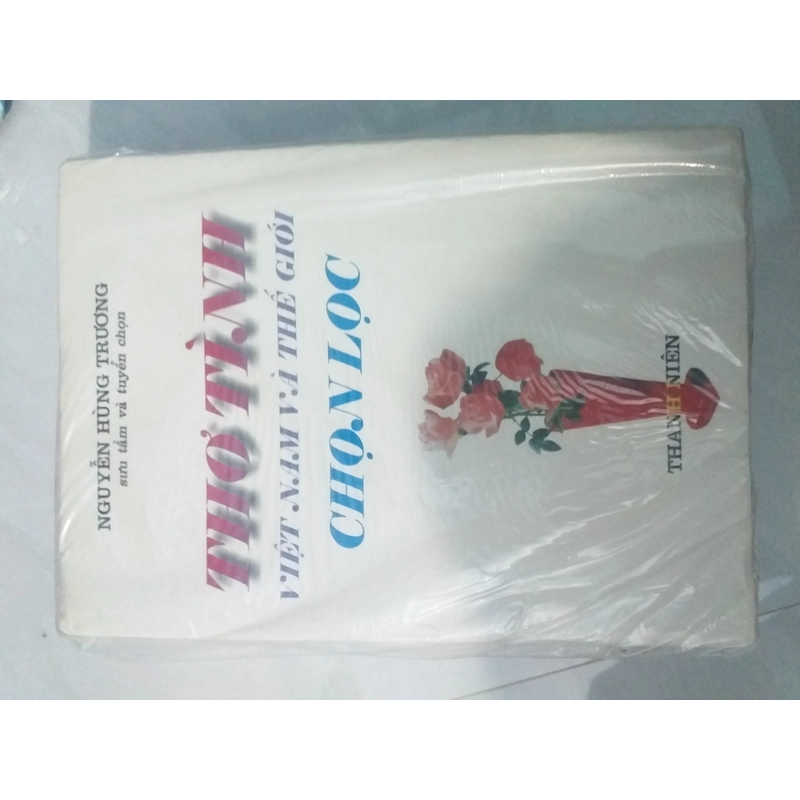 NGUYỄN HÙNG TRƯƠNG
sưu tầm và tuyển chọn
THƠ TÌNH
VIỆT NAM VÀ THẾ GIỚI
CHỌN LỌC
THANH NIÊN